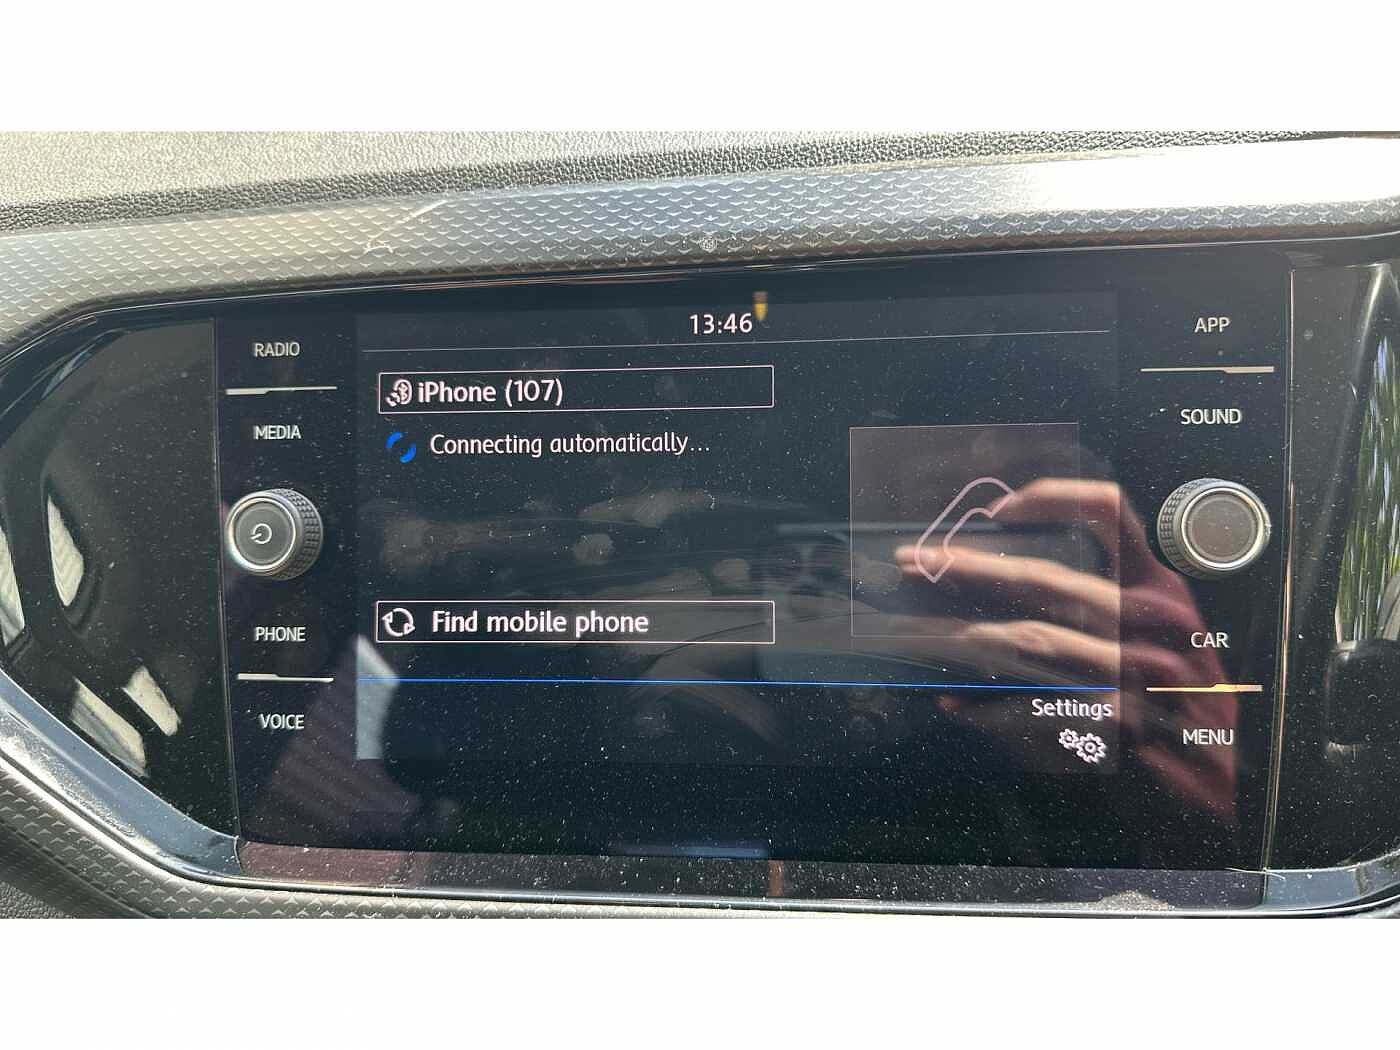 13:46
RADIO
MEDIA
PHONE
VOICE
iPhone (107)
Connecting automatically...
Find mobile phone
Settings
APP
SOUND
CAR
MENU